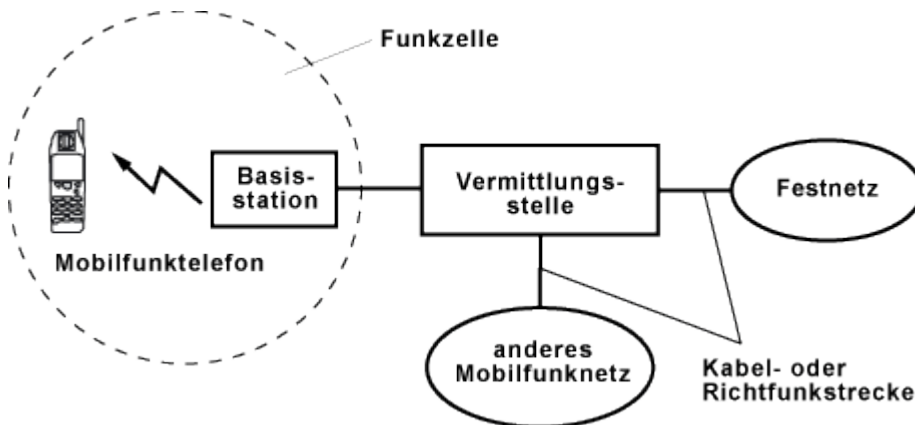 Funkzelle
Basis-
station
Vermittlungs-
stelle
Festnetz
Mobilfunktelefon
anderes
Mobilfunknetz
Kabel- oder
Richtfunkstrecke